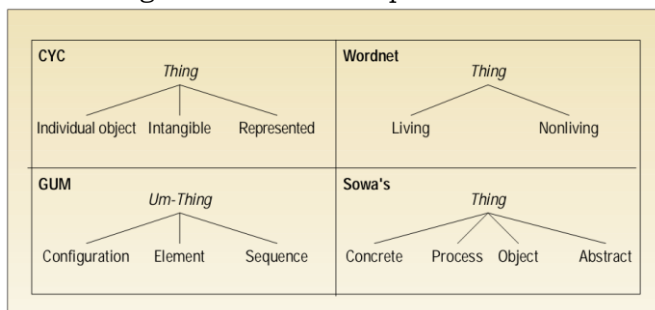 CYC
Thing
Individual object Intangible Represented
Wordnet
Thing
Living Nonliving
GUM
Um-Thing
Configuration Element Sequence
Sowa's
Thing
Concrete Process Object Abstract